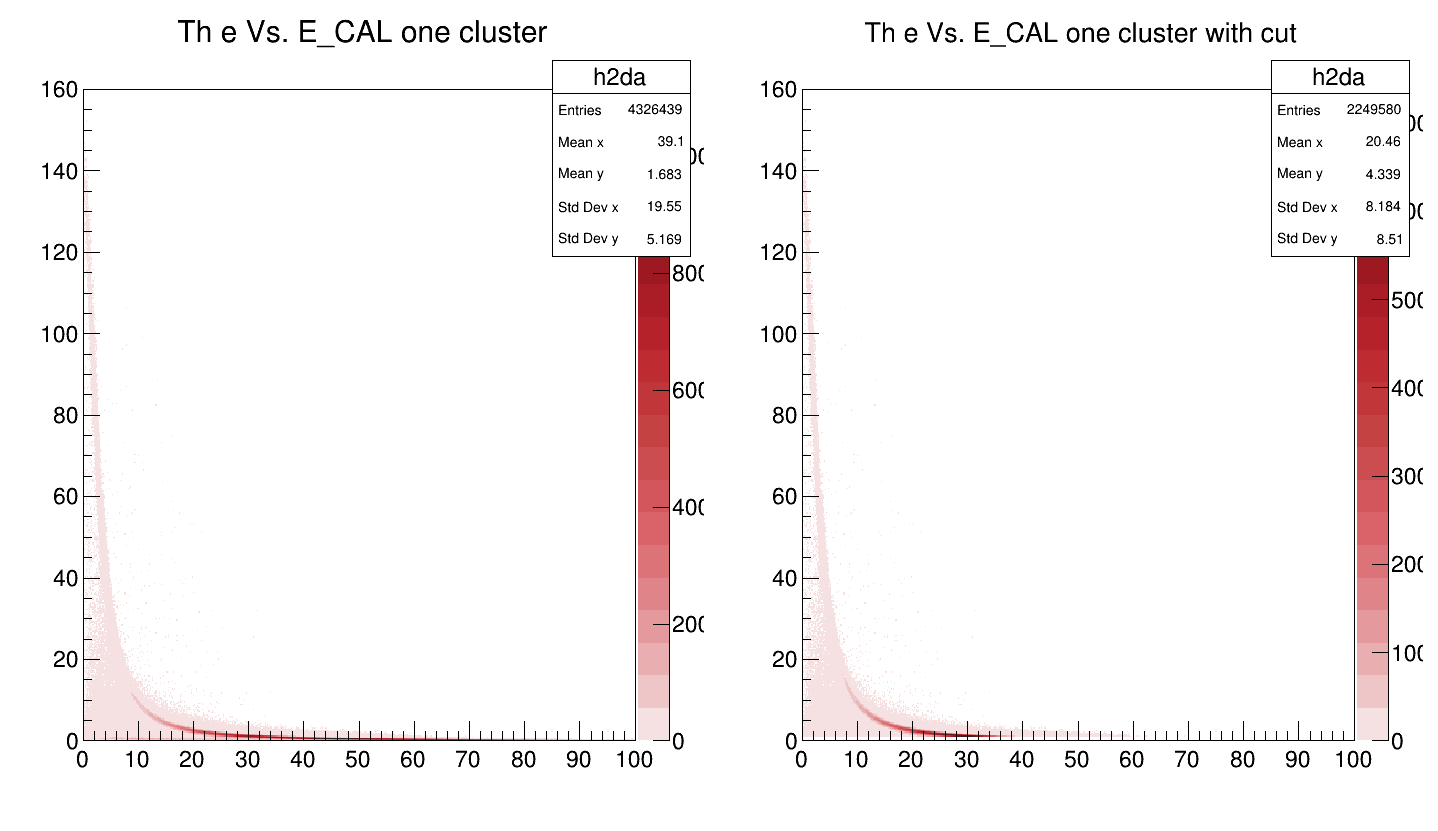 Th e Vs. E_CAL one cluster
h2da
Entries 4326439
Mean x 39.1
Mean y 1.683
Std Dev x 19.55
Std Dev y 5.169
160
140
120
100
80
60
40
20
0
0 10 20 30 40 50 60 70 80 90 100
800
600
400
200
0
Th e Vs. E_CAL one cluster with cut
h2da
Entries 2249580
Mean x 20.46
Mean y 4.339
Std Dev x 8.184
Std Dev y 8.51
160
140
120
100
80
60
40
20
0
0 10 20 30 40 50 60 70 80 90 100
500
400
300
200
100
0